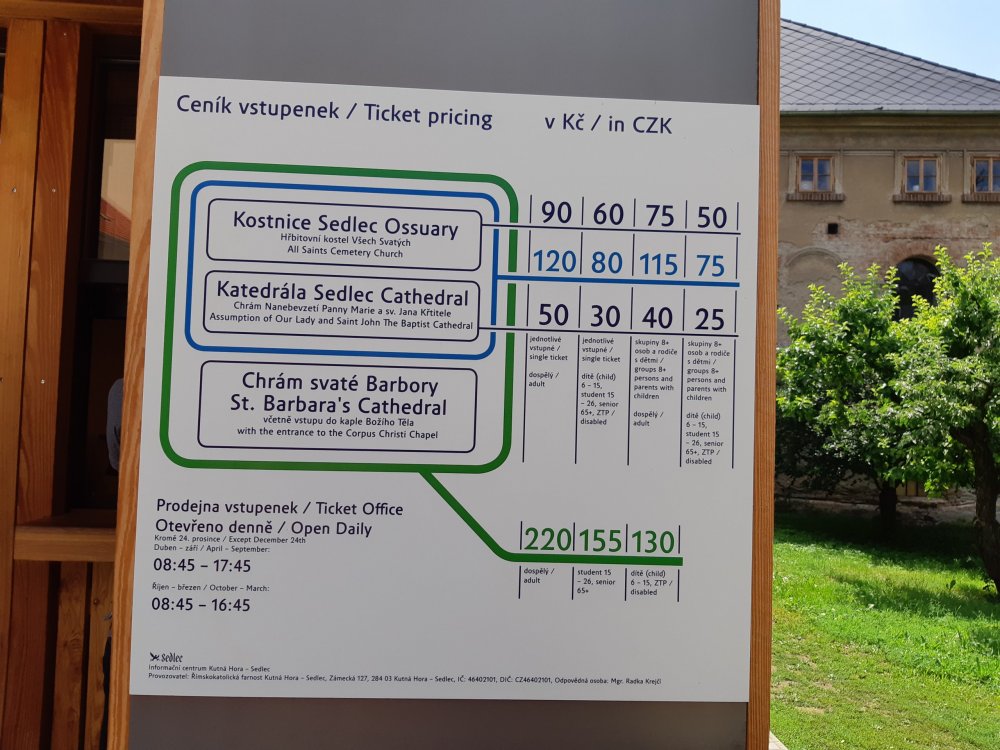 Ceník vstupenek / Ticket pricing v Kč / in CZK
Kostnice Sedlec Ossuary
Hřbitovní kostel Všech Svatých
All Saints Cemetery Church
90 60 75 50
120 80 115 75
Katedrála Sedlec Cathedral
Chrám Nanebevzetí Panny Marie a sv. Jana Křtitele
Assumption of Our Lady and Saint John The Baptist Cathedral
50 30 40 25
jednotlivé
vstupné /
single ticket
dospělý /
adult
jednotlivé
vstupné /
single ticket
dítě (child)
6 – 15,
student 15
– 26, senior
65+, ZTP /
disabled
skupiny 8+
osob a rodiče
s dětmi /
groups 8+
persons and
parents with
children
dospělý /
adult
skupiny 8+
osob a rodiče
s dětmi /
groups 8+
persons and
parents with
children
dítě (child)
6 – 15,
student 15
– 26, senior
65+, ZTP /
disabled
Chrám svaté Barbory
St. Barbara's Cathedral
včetně vstupu do kaple Božího Těla
with the entrance to the Corpus Christi Chapel
220 155 130
dospělý /
adult
student 15
– 26, senior
65+
dítě (child)
6 – 15, ZTP /
disabled
Prodejna vstupenek / Ticket Office
Otevřeno denně / Open Daily
Kromě 24. prosince / Except December 24th
Duben – září / April – September:
08:45 – 17:45
Říjen – březen / October – March:
08:45 – 16:45
Sedlec
Informační centrum Kutná Hora – Sedlec
Provozovatel: Římskokatolická farnost Kutná Hora – Sedlec, Zámecká 127, 284 03 Kutná Hora – Sedlec, IČ: 46402101, DIČ: CZ46402101, Odpovědná osoba: Mgr. Radka Krejčí